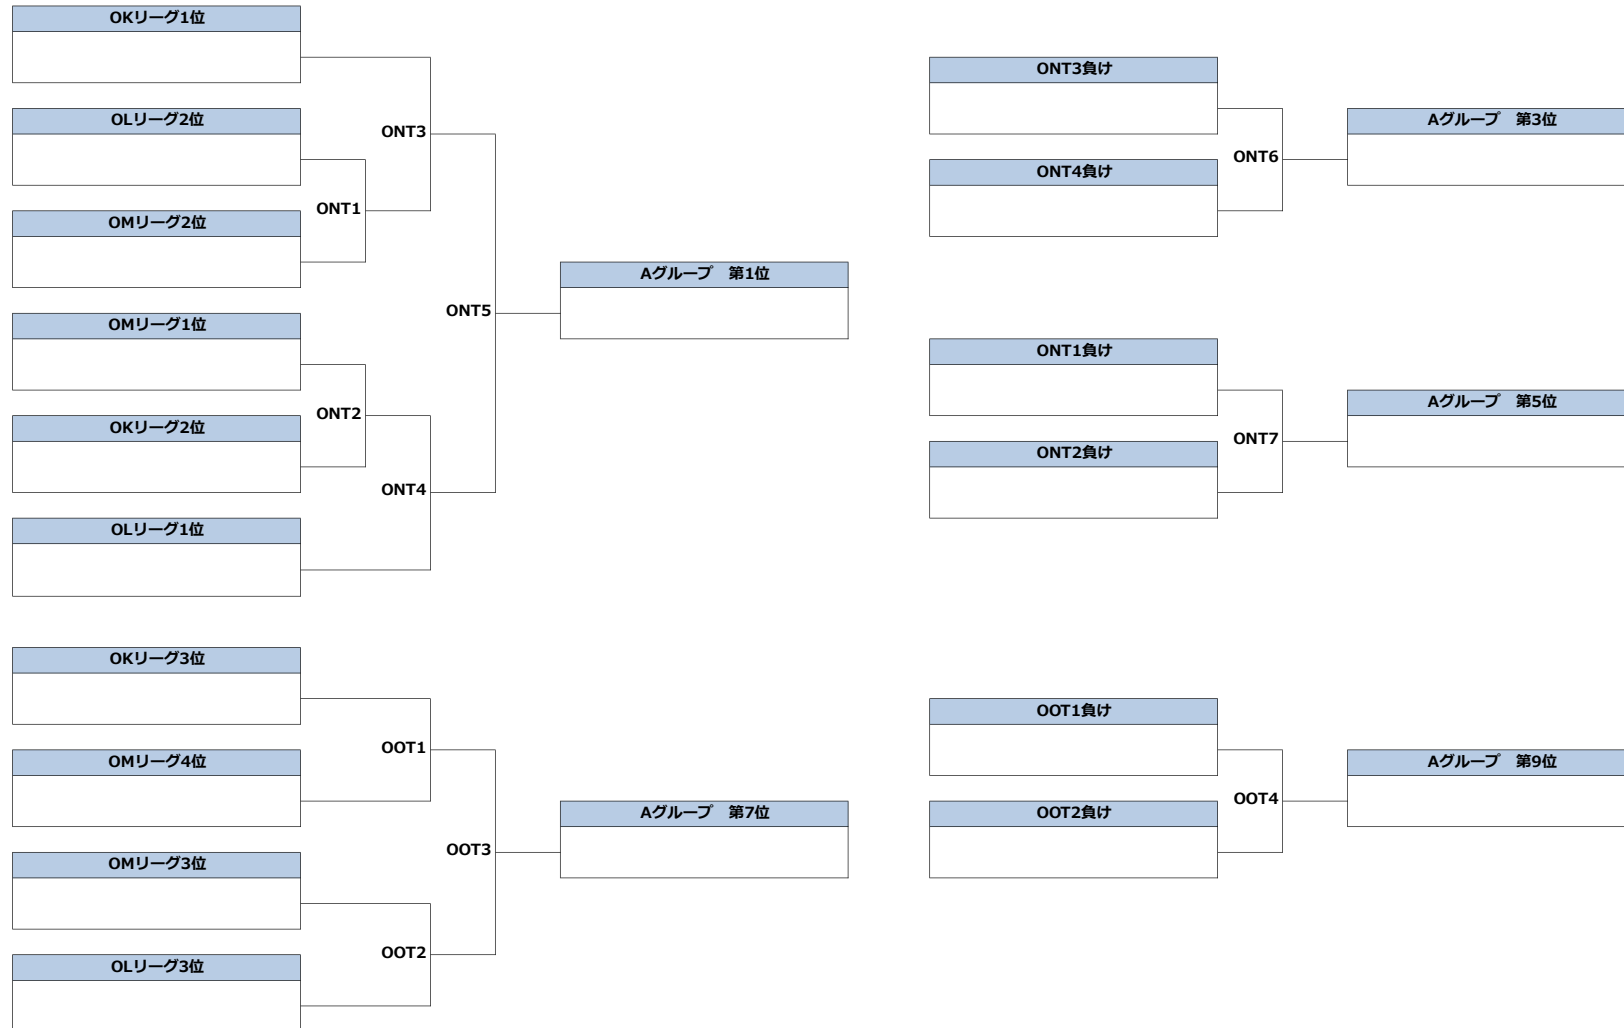 OKリーグ1位
OLリーグ2位
ONT3
ONT1
OMリーグ2位
Aグループ　第1位
OMリーグ1位
ONT5
ONT2
OKリーグ2位
ONT4
OLリーグ1位
ONT3負け
Aグループ　第3位
ONT6
ONT4負け
ONT1負け
Aグループ　第5位
ONT7
ONT2負け
OKリーグ3位
OOT1
OMリーグ4位
Aグループ　第7位
OOT3
OMリーグ3位
OOT2
OLリーグ3位
OOT1負け
Aグループ　第9位
OOT4
OOT2負け